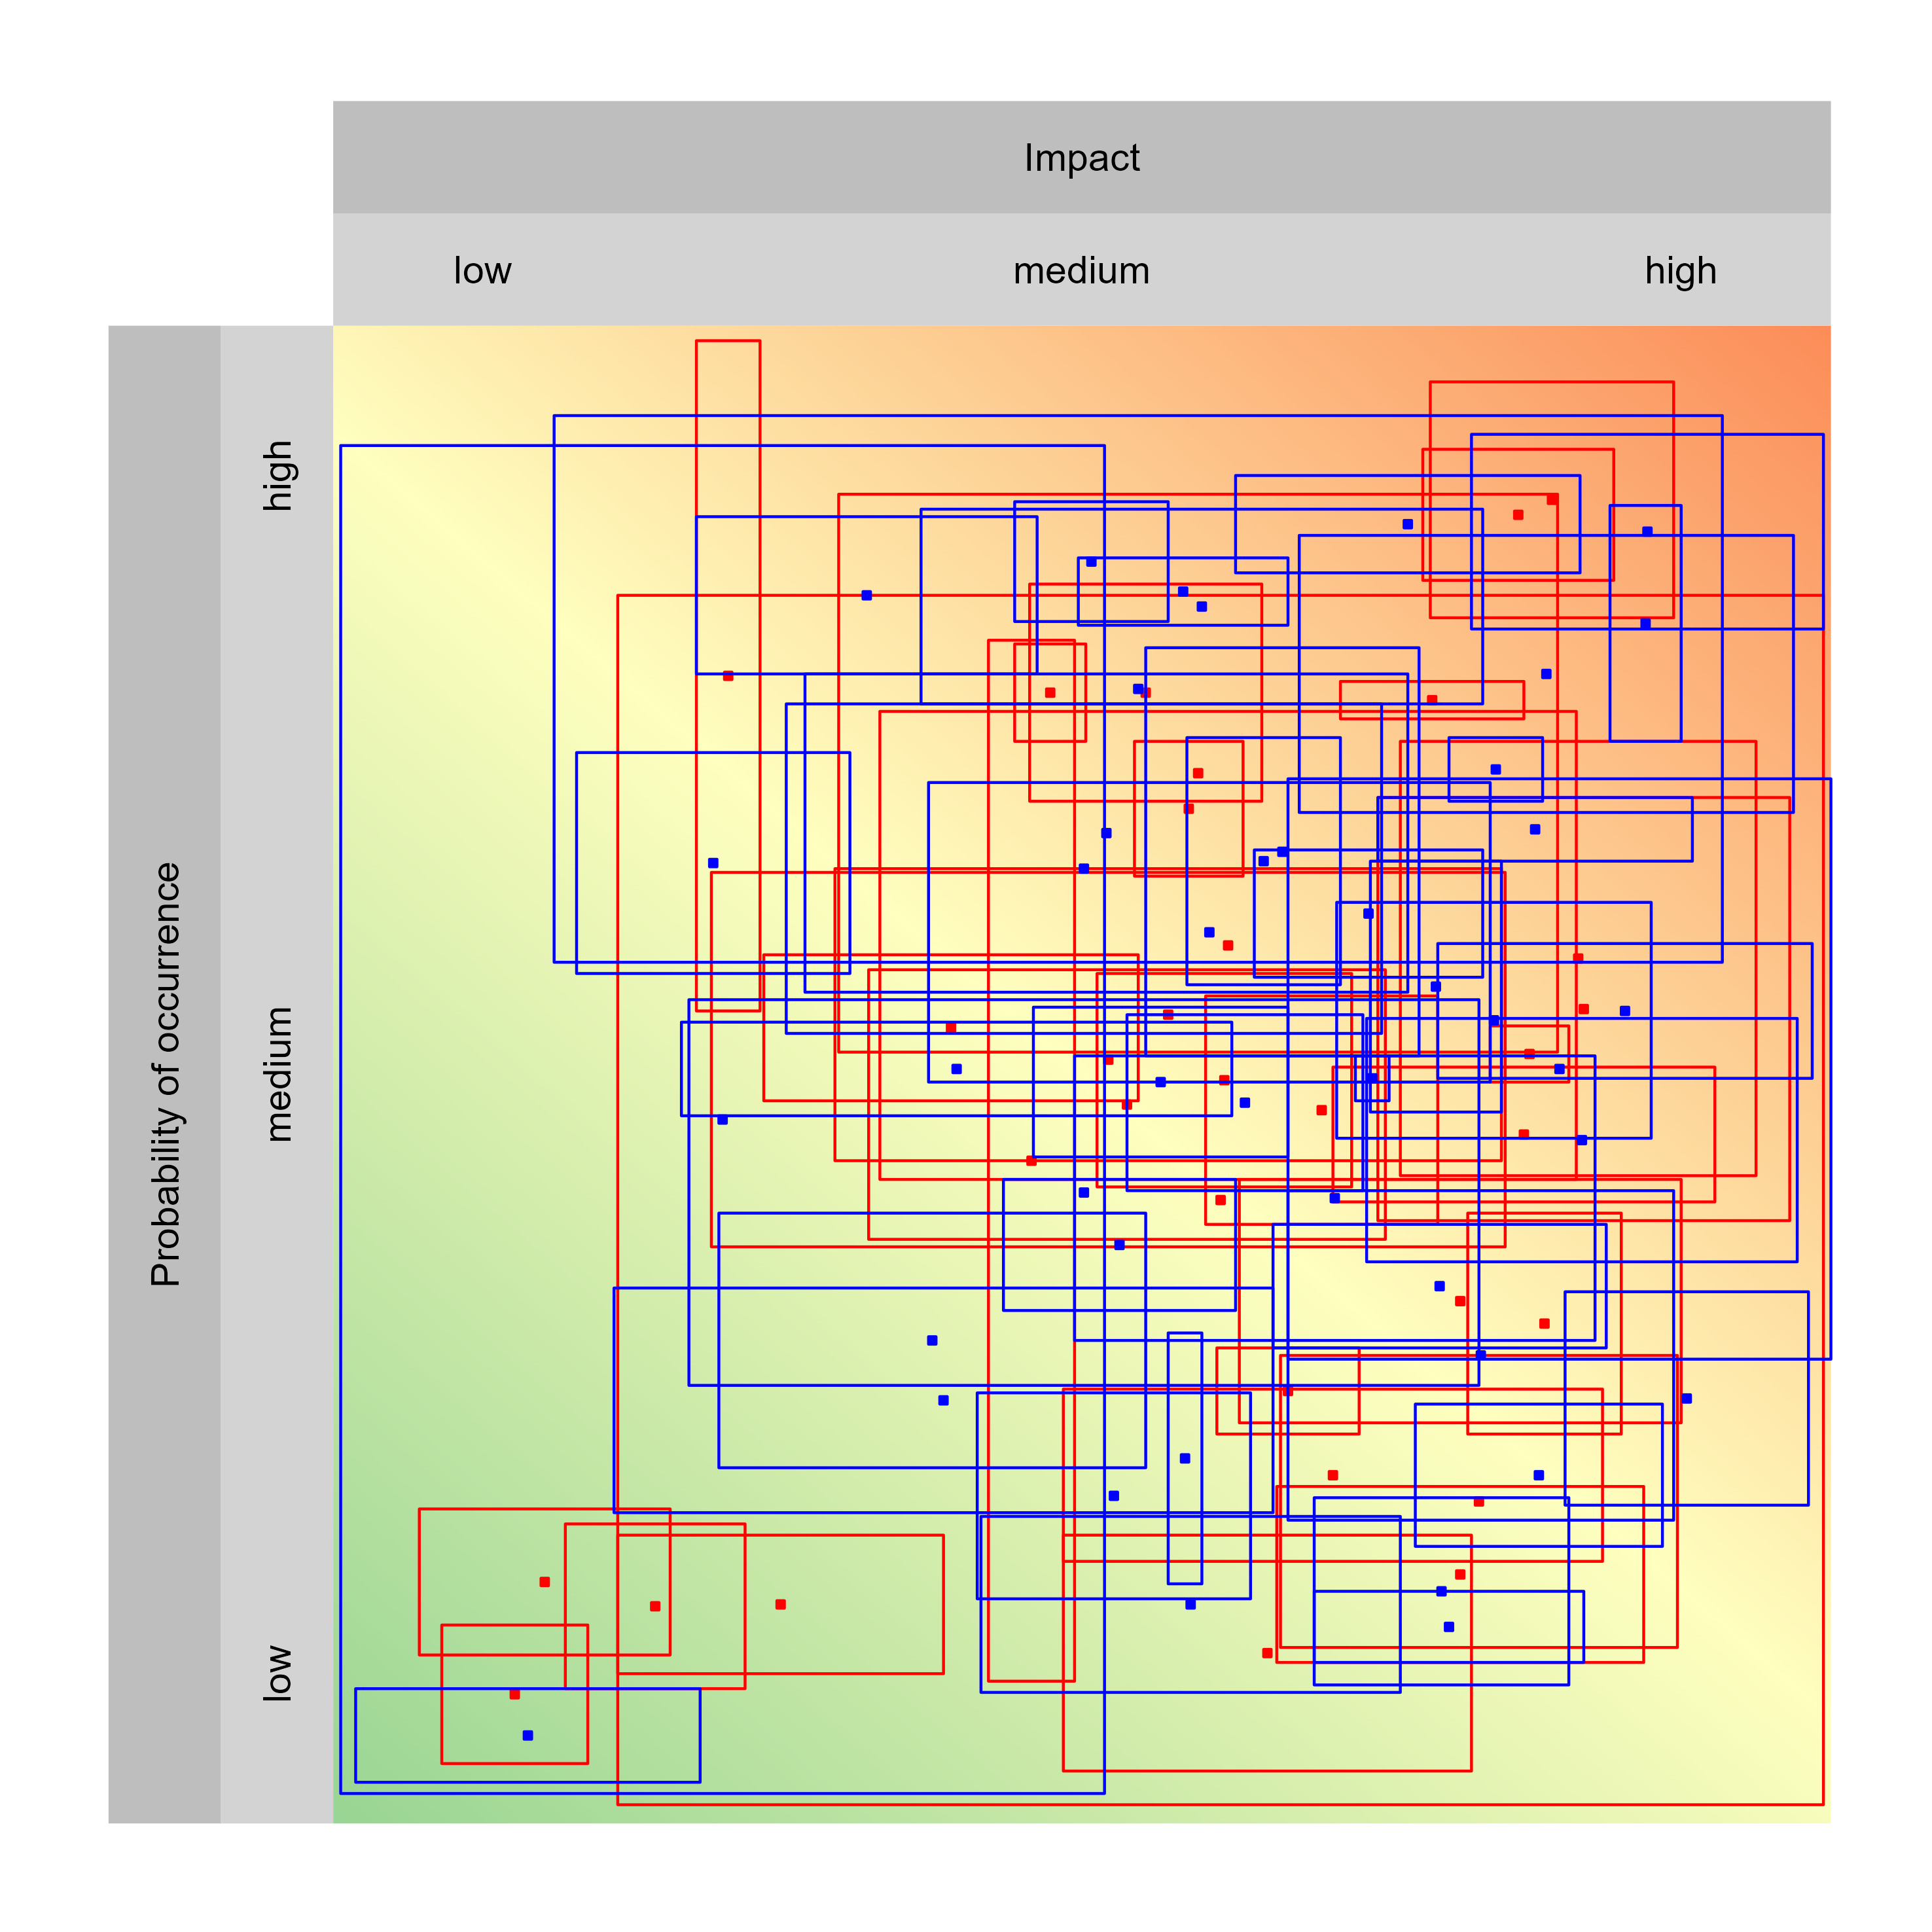 Impact
low medium high
Probability of occurrence
high
medium
low